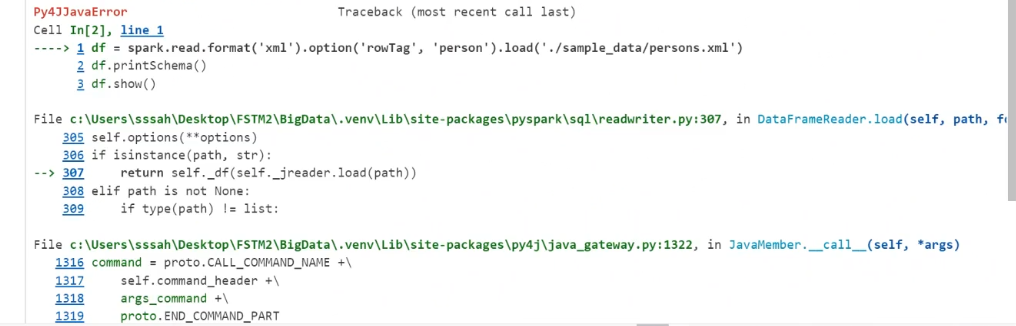 Py4JJavaError                             Traceback (most recent call last)
Cell In[2], line 1
----> 1 df = spark.read.format('xml').option('rowTag', 'person').load('./sample_data/persons.xml')
      2 df.printSchema()
      3 df.show()
File c:\Users\sssah\Desktop\FSTM2\BigData\.venv\Lib\site-packages\pyspark\sql\readwriter.py:307, in DataFrameReader.load(self, path, f
    305 self.options(**options)
    306 if isinstance(path, str):
--> 307     return self._df(self._jreader.load(path))
    308 elif path is not None:
    309     if type(path) != list:
File c:\Users\sssah\Desktop\FSTM2\BigData\.venv\Lib\site-packages\py4j\java_gateway.py:1322, in JavaMember.__call__(self, *args)
   1316 command = proto.CALL_COMMAND_NAME +\
   1317     self.command_header +\
   1318     args_command +\
   1319     proto.END_COMMAND_PART